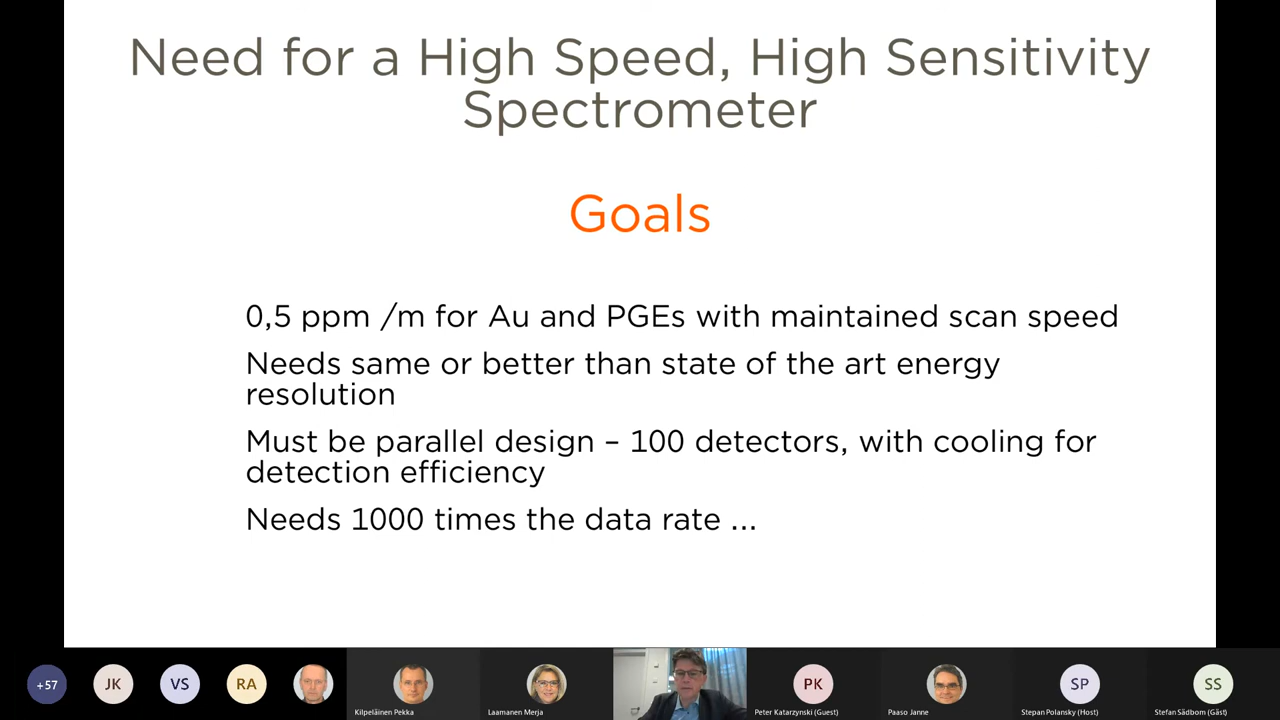 Need for a High Speed, High Sensitivity
Spectrometer
Goals
0,5 ppm /m for Au and PGEs with maintained scan speed
Needs same or better than state of the art energy
resolution
Must be parallel design – 100 detectors, with cooling for
detection efficiency
Needs 1000 times the data rate ...
+57
JK
VS
RA
Kilpeläinen Pekka
Laamanen Merja
PK
Peter Katarzynski (Guest)
Paaso Janne
SP
Stepan Polansky (Host)
SS
Stefan Sädbom (Gäst)